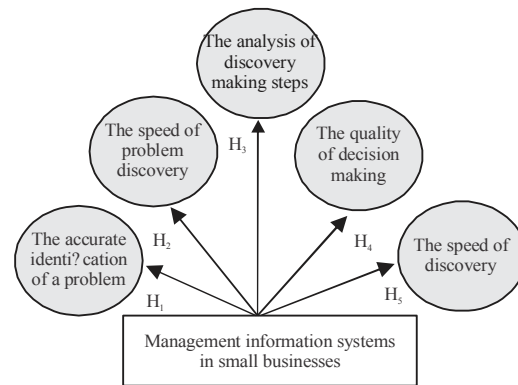 The analysis of
discovery
making steps
The speed of
problem
discovery
H3
The quality
of decision
making
The accurate
identi? cation
of a problem
H2
H4
The speed of
discovery
H1
H5
Management information systems
in small businesses